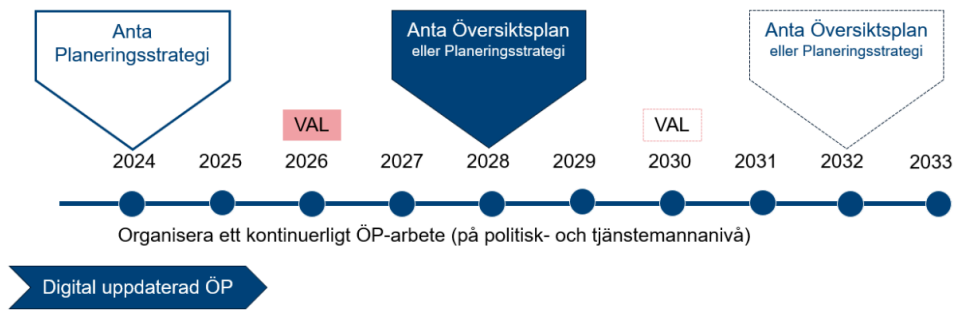 Anta
Planeringsstrategi
Anta Översiktsplan
eller Planeringsstrategi
Anta Översiktsplan
eller Planeringsstrategi
VAL
VAL
2024 2025 2026 2027 2028 2029 2030 2031 2032 2033
Organisera ett kontinuerligt ÖP-arbete (på politisk- och tjänstemannanivå)
Digital uppdaterad ÖP